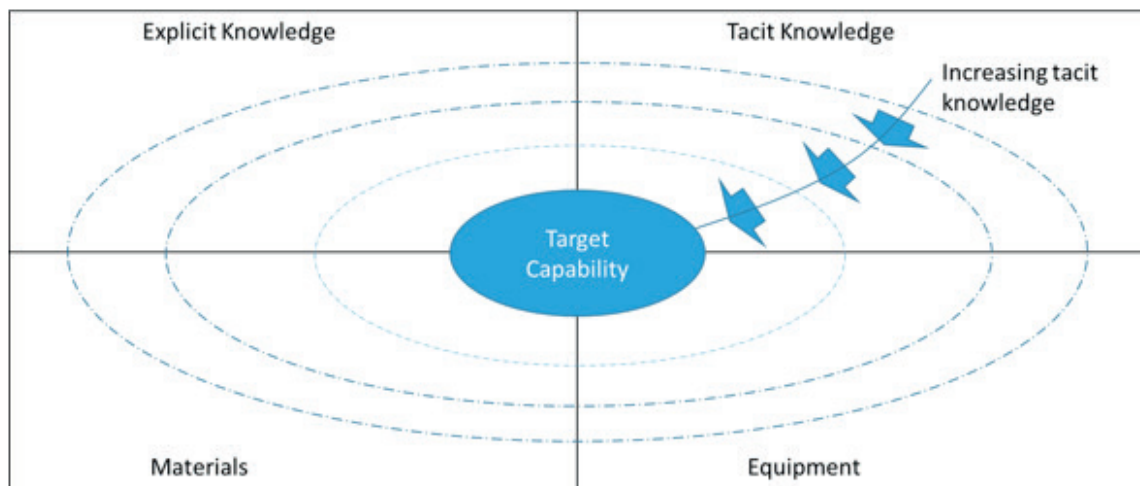 Explicit Knowledge
Tacit Knowledge
Increasing tacit
knowledge
Target
Capability
Materials
Equipment